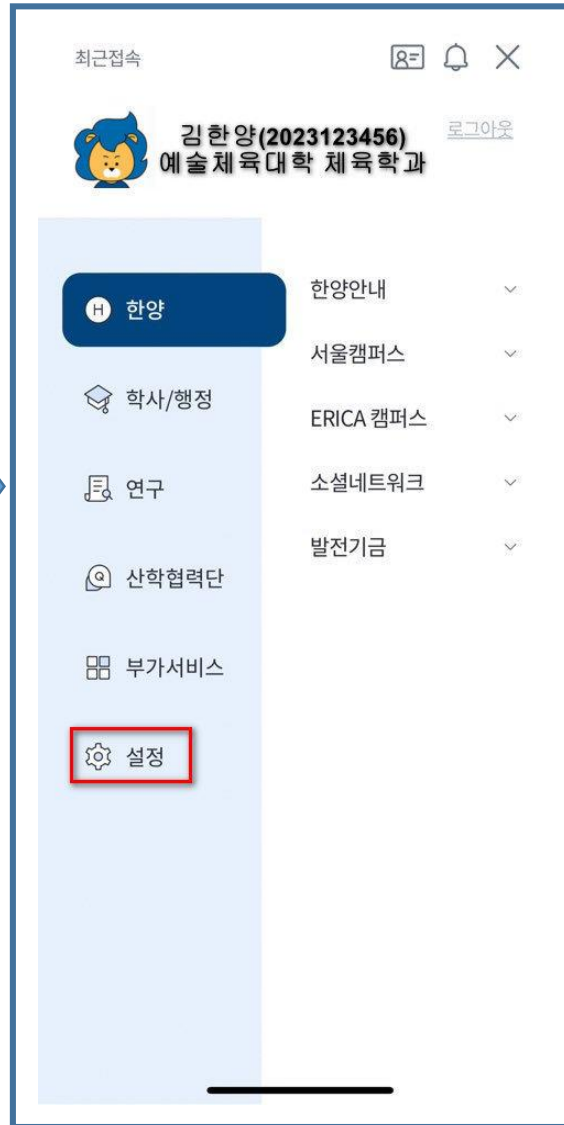 최근접속
김한양(2023123456)
로그아웃
예술체육대학 체육학과
H 한양
학사/행정
연구
산학협력단
부가서비스
설정
한양안내
서울캠퍼스
ERICA 캠퍼스
소셜네트워크
발전기금